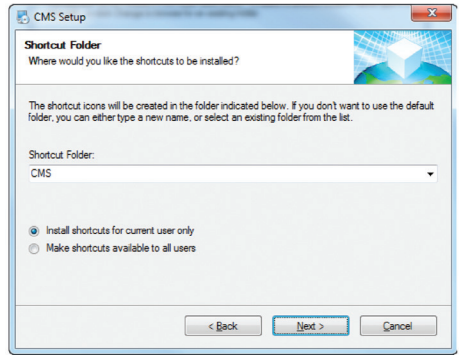 CMS Setup
Shortcut Folder
Where would you like the shortcuts to be installed?
The shortcut icons will be created in the folder indicated below. If you don't want to use the default
folder, you can either type a new name, or select an existing folder from the list.
Shortcut Folder:
CMS
Install shortcuts for current user only
Make shortcuts available to all users
< Back
Next >
Cancel